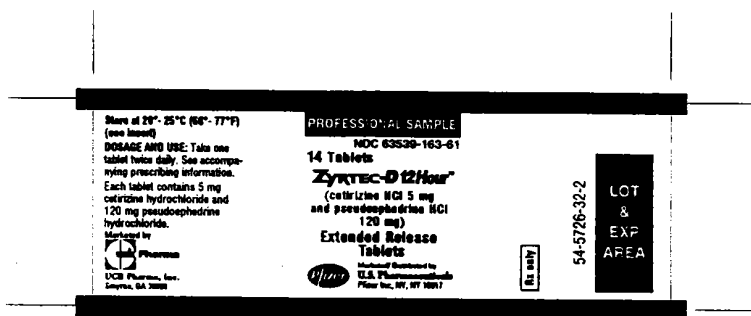 Store at 20°- 25°C (68°- 77°F)
(see insert)
DOSAGE AND USE: Take one
tablet twice daily. See accompa-
nying prescribing information.
Each tablet contains 5 mg
cetirizine hydrochloride and
120 mg pseudoephedrine
hydrochloride.
Marketed by
Pharma
UCB Pharma, Inc.
Smyrna, GA
PROFESSIONAL SAMPLE
NDC 63539-163-61
14 Tablets
ZYRTEC-D 12 Hour™
(cetirizine HCl 5 mg
and pseudoephedrine HCl
120 mg)
Extended Release
Tablets
Pfizer
Marketed/ Distributed by
U.S. Pharmaceuticals
Pfizer Inc, NY, NY 10017
Rx only
54-5726-32-2
LOT
&
EXP
AREA